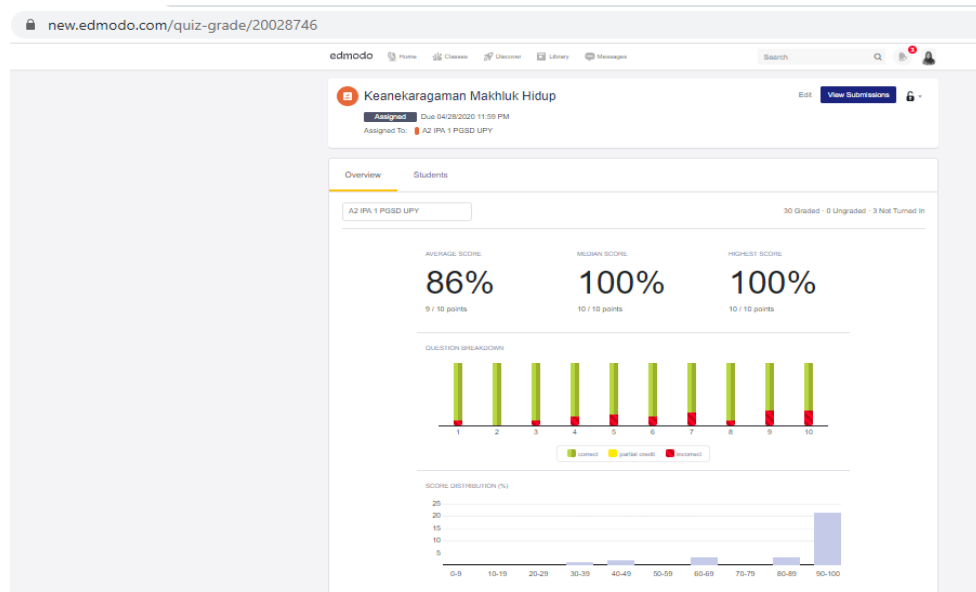 new.edmodo.com/quiz-grade/20028746
edmodo Home Classes Discover Library Messages Search 3
Keanekaragaman Makhluk Hidup Edit View Submissions
Assigned Due 04/28/2020 11:59 PM
Assigned To: A2 IPA 1 PGSD UPY
Overview Students
A2 IPA 1 PGSD UPY 30 Graded · 0 Ungraded · 3 Not Turned In
AVERAGE SCORE MEDIAN SCORE HIGHEST SCORE
86% 100% 100%
9 / 10 points 10 / 10 points 10 / 10 points
QUESTION BREAKDOWN
1 2 3 4 5 6 7 8 9 10
correct partial credit incorrect
SCORE DISTRIBUTION (%)
25
20
15
10
5
0-9 10-19 20-29 30-39 40-49 50-59 60-69 70-79 80-89 90-100